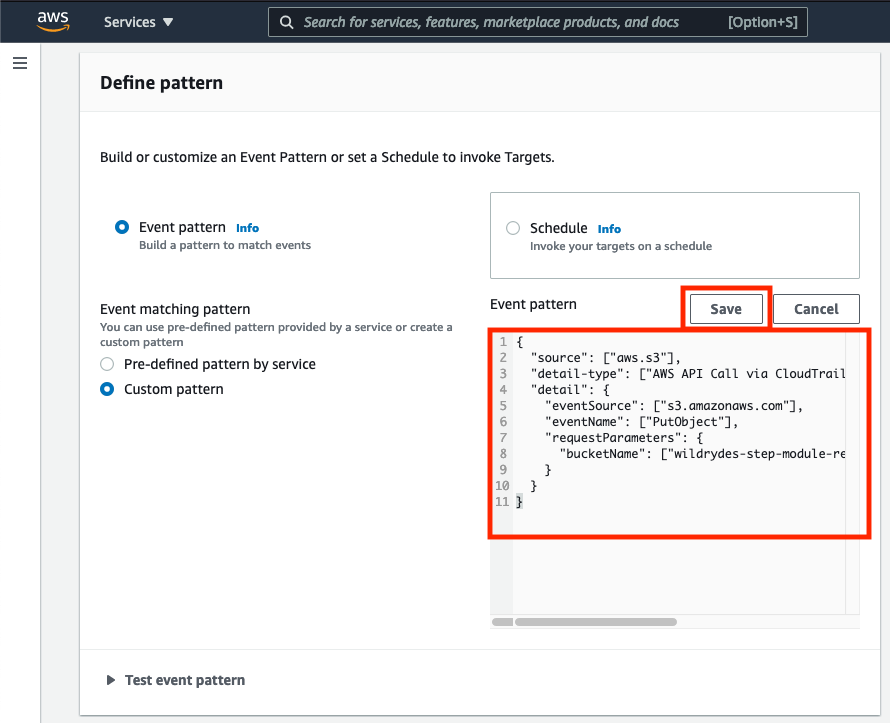 aws
Services ▼
Search for services, features, marketplace products, and docs
[Option+S]
Define pattern
Build or customize an Event Pattern or set a Schedule to invoke Targets.
Event pattern Info
Build a pattern to match events
Schedule Info
Invoke your targets on a schedule
Event matching pattern
You can use pre-defined pattern provided by a service or create a
custom pattern
Pre-defined pattern by service
Custom pattern
Event pattern
Save
Cancel
1 {
2 "source": ["aws.s3"],
3 "detail-type": ["AWS API Call via CloudTrail
4 "detail": {
5 "eventSource": ["s3.amazonaws.com"],
6 "eventName": ["PutObject"],
7 "requestParameters": {
8 "bucketName": ["wildrydes-step-module-re
9 }
10 }
11 }
Test event pattern